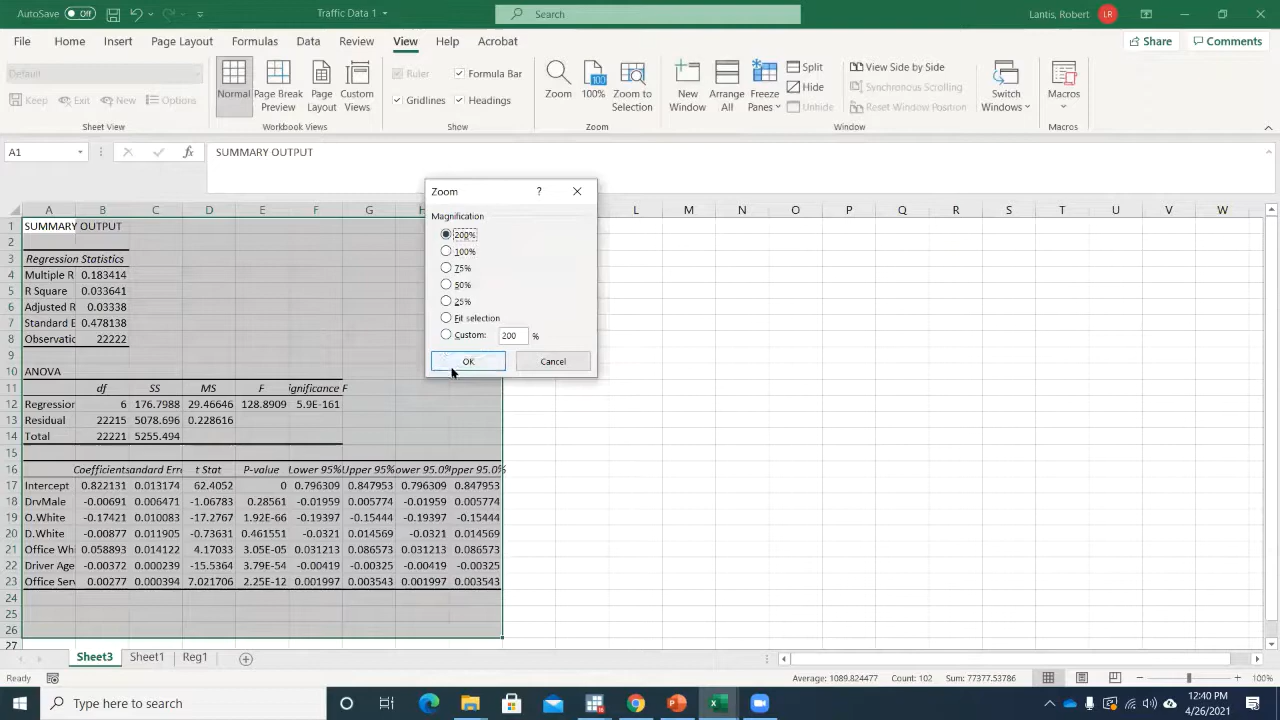 AutoSave Off Traffic Data 1 Search Lantis, Robert LR
File Home Insert Page Layout Formulas Data Review View Help Acrobat Share Comments
Default
Keep Exit New Options
Normal Page Break Preview Page Layout Custom Views
Ruler Formula Bar
Gridlines Headings
Zoom 100% Zoom to Selection
New Window Arrange All Freeze Panes
Split
Hide
Unhide
View Side by Side
Synchronous Scrolling
Reset Window Position
Switch Windows Macros
Sheet View Workbook Views Show Zoom Window Macros
A1 fx SUMMARY OUTPUT
Zoom ?
Magnification
200%
100%
75%
50%
25%
Fit selection
Custom: 200 %
OK Cancel
A B C D E F G H L M N O P Q R S T U V W
1 SUMMARY OUTPUT
2
3 Regression Statistics
4 Multiple R 0.183414
5 R Square 0.033641
6 Adjusted R 0.03338
7 Standard E 0.478138
8 Observatio 22222
9
10 ANOVA
11 df SS MS F ignificance F
12 Regression 6 176.7988 29.46646 128.8909 5.9E-161
13 Residual 22215 5078.696 0.228616
14 Total 22221 5255.494
15
16 Coefficients andard Erro t Stat P-value Lower 95% Upper 95% ower 95.0% pper 95.0%
17 Intercept 0.822131 0.013174 62.4052 0 0.796309 0.847953 0.796309 0.847953
18 DrvMale -0.00691 0.006471 -1.06783 0.28561 -0.01959 0.005774 -0.01959 0.005774
19 O.White -0.17421 0.010083 -17.2767 1.92E-66 -0.19397 -0.15444 -0.19397 -0.15444
20 D.White -0.00877 0.011905 -0.73631 0.461551 -0.0321 0.014569 -0.0321 0.014569
21 Office Whi 0.058893 0.014122 4.17033 3.05E-05 0.031213 0.086573 0.031213 0.086573
22 Driver Age -0.00372 0.000239 -15.5364 3.79E-54 -0.00419 -0.00325 -0.00419 -0.00325
23 Office Serv 0.00277 0.000394 7.021706 2.25E-12 0.001997 0.003543 0.001997 0.003543
24
25
26
27
Sheet3 Sheet1 Reg1
Ready Average: 1089.824477 Count: 102 Sum: 77377.53786 100%
Type here to search 12:40 PM
4/26/2021